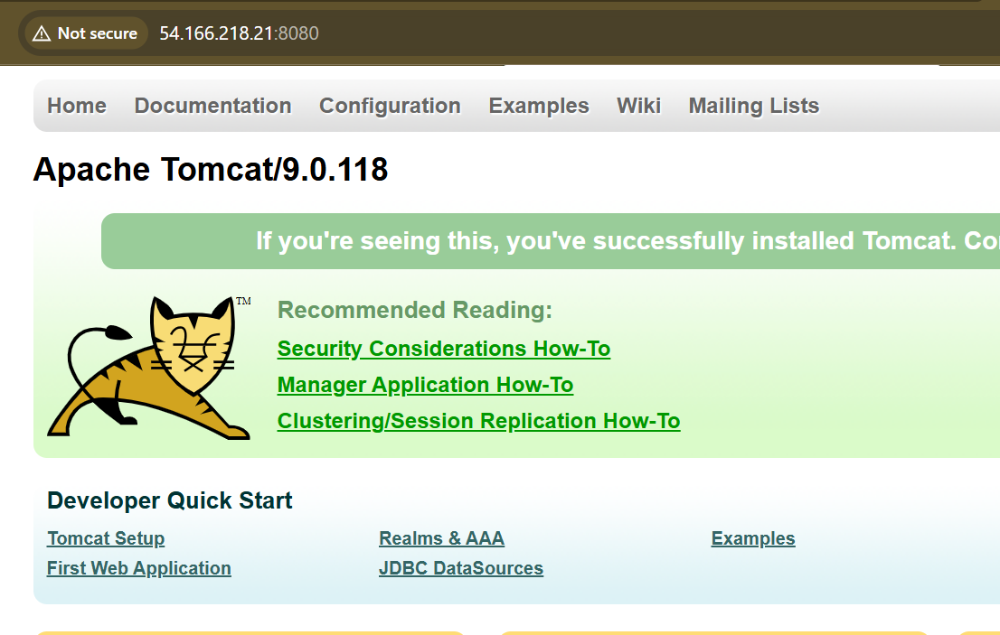 Not secure 54.166.218.21:8080
Home Documentation Configuration Examples Wiki Mailing Lists
Apache Tomcat/9.0.118
If you're seeing this, you've successfully installed Tomcat. Co
TM
Recommended Reading:
Security Considerations How-To
Manager Application How-To
Clustering/Session Replication How-To
Developer Quick Start
Tomcat Setup Realms & AAA Examples
First Web Application JDBC DataSources